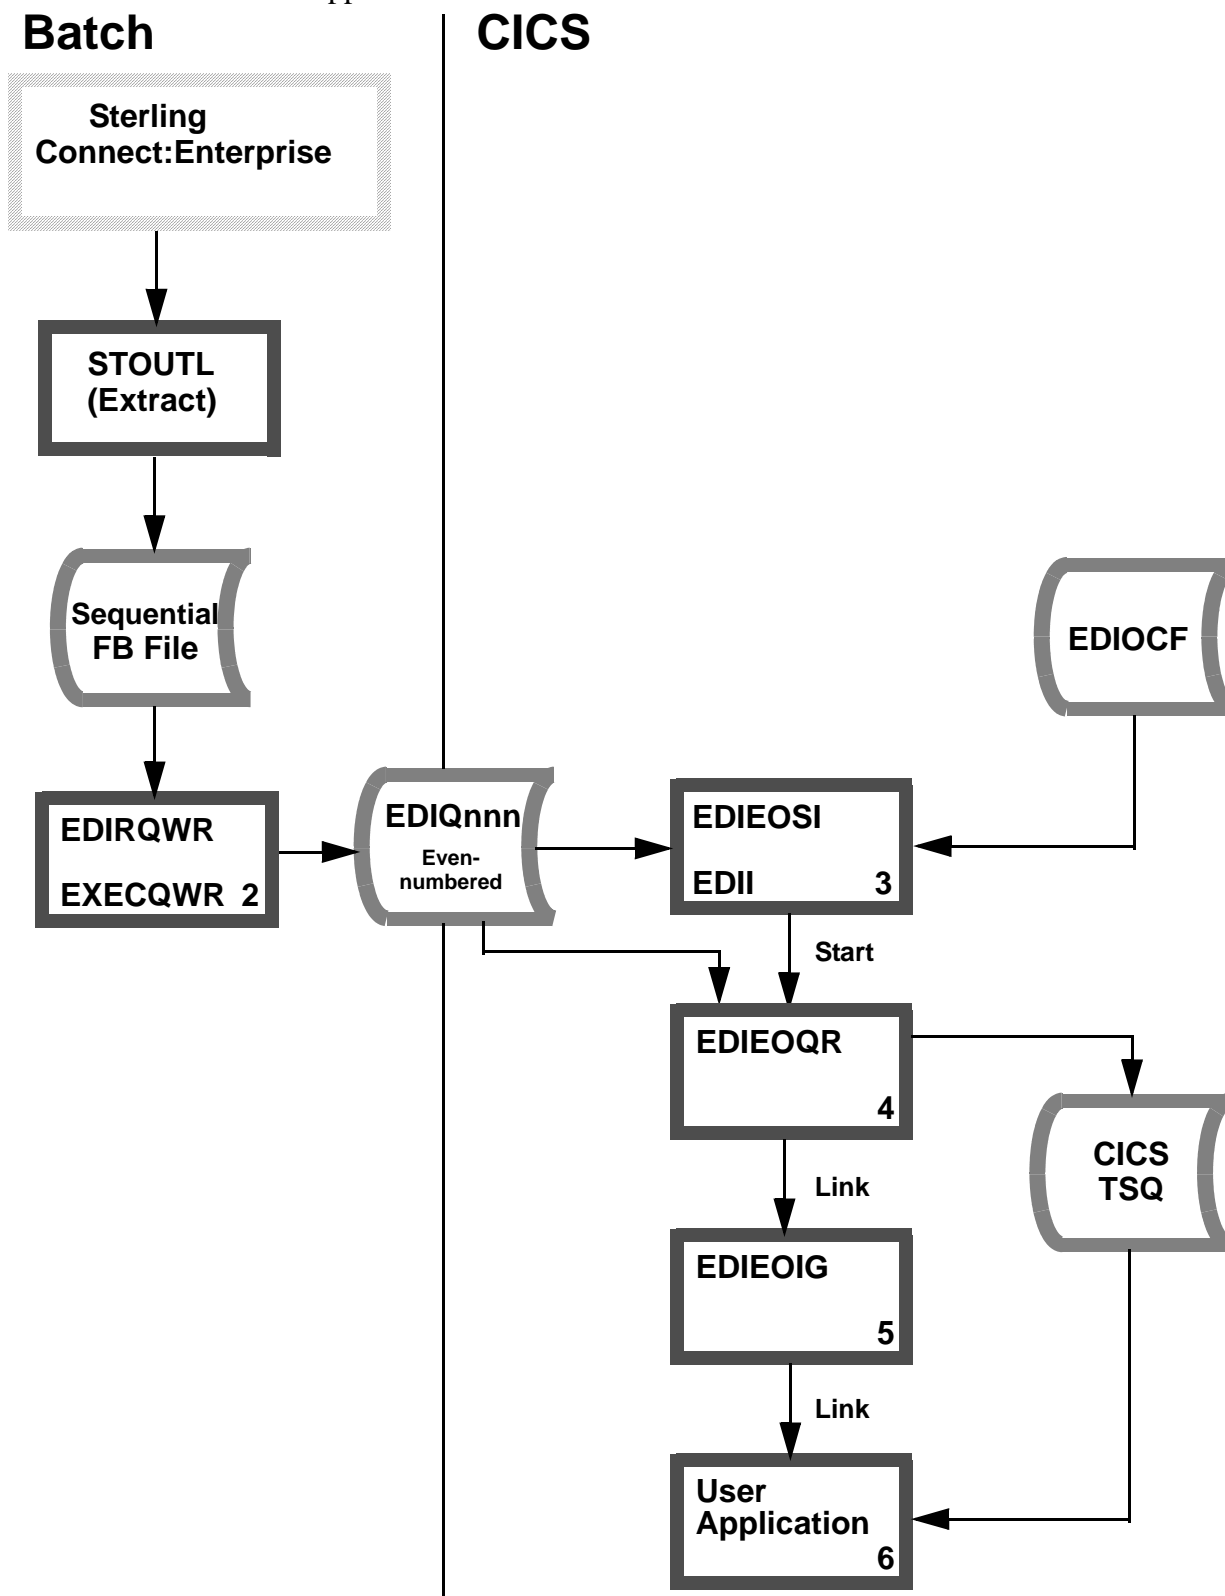 Batch
CICS
Sterling
Connect:Enterprise
STOUTL
(Extract)
Sequential
FB File
EDIOCF
EDIRQWR
EXECQWR 2
EDIQnnn
Even-
numbered
EDIEOSI
EDII 3
Start
EDIEOQR
4
CICS
TSQ
Link
EDIEOIG
5
Link
User
Application
6